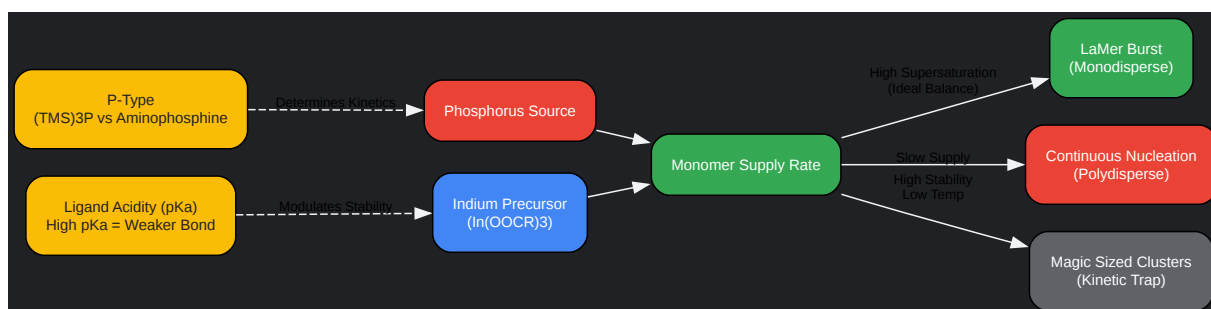 P-Type
(TMS)3P vs Aminophosphine
Determines Kinetics
Phosphorus Source
Ligand Acidity (pKa)
High pKa = Weaker Bond
Modulates Stability
Indium Precursor
(In(OOCR)3)
Monomer Supply Rate
High Supersaturation
(Ideal Balance)
LaMer Burst
(Monodisperse)
Slow Supply
Continuous Nucleation
(Polydisperse)
High Stability
Low Temp
Magic Sized Clusters
(Kinetic Trap)